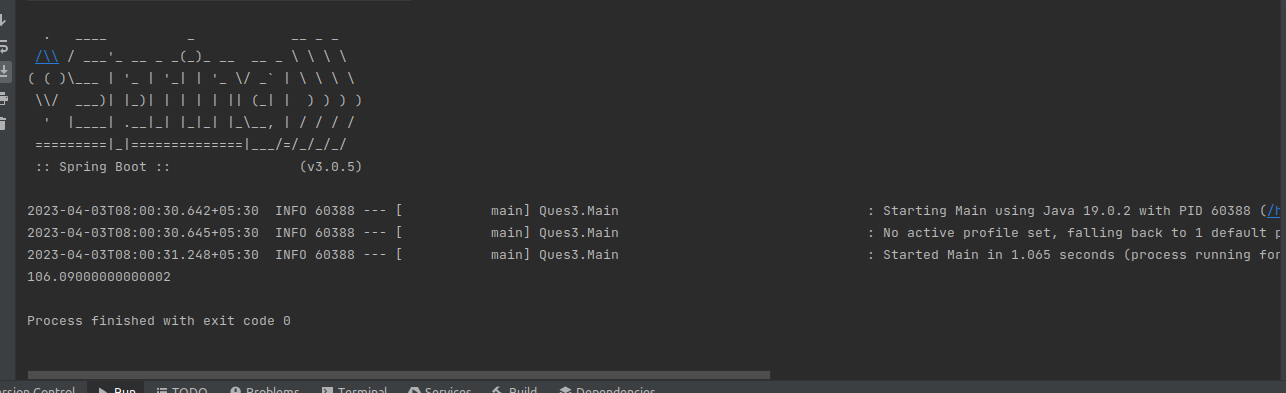 .   ____          _            __ _ _
 /\\ / ___'_ __ _ _(_)_ __  __ _ \ \ \ \
( ( )\___ | '_ | '_| | '_ \/ _` | \ \ \ \
 \\/  ___)| |_)| | | | | || (_| |  ) ) ) )
  '  |____| .__|_| |_|_| |_\__, | / / / /
 =========|_|==============|___/=/_/_/_/
 :: Spring Boot ::                (v3.0.5)
2023-04-03T08:00:30.642+05:30  INFO 60388 --- [           main] Ques3.Main                               : Starting Main using Java 19.0.2 with PID 60388 (/h
2023-04-03T08:00:30.645+05:30  INFO 60388 --- [           main] Ques3.Main                               : No active profile set, falling back to 1 default p
2023-04-03T08:00:31.248+05:30  INFO 60388 --- [           main] Ques3.Main                               : Started Main in 1.065 seconds (process running for
106.09000000000002
Process finished with exit code 0
ersion Control Run TODO Problems Terminal Services Build Dependencies